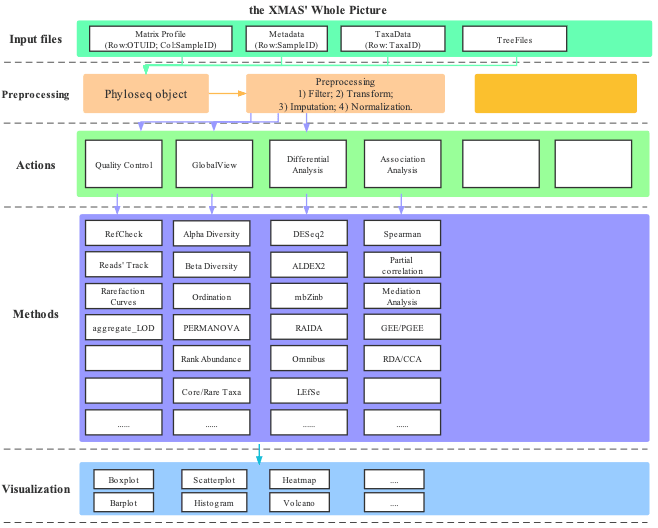 the XMAS' Whole Picture
Input files
Matrix Profile
(Row:OTUID; Col:SampleID)
Metadata
(Row:SampleID)
TaxaData
(Row: TaxaID)
TreeFiles
Preprocessing
Phyloseq object
Preprocessing
1) Filter; 2) Transform;
3) Imputation; 4) Normalization.
Actions
Quality Control
GlobalView
Differential
Analysis
Association
Analysis
Methods
RefCheck
Alpha Diversity
DESeq2
Spearman
Reads' Track
Beta Diversity
ALDEX2
Partial
correlation
Rarefaction
Curves
Ordination
mbZinb
Mediation
Analysis
aggregate_LOD
PERMANOVA
RAIDA
GEE/PGEE
Rank Abundance
Omnibus
RDA/CCA
Core/Rare Taxa
LEfSe
......
......
......
......
Visualization
Boxplot
Scatterplot
Heatmap
....
Barplot
Histogram
Volcano
....